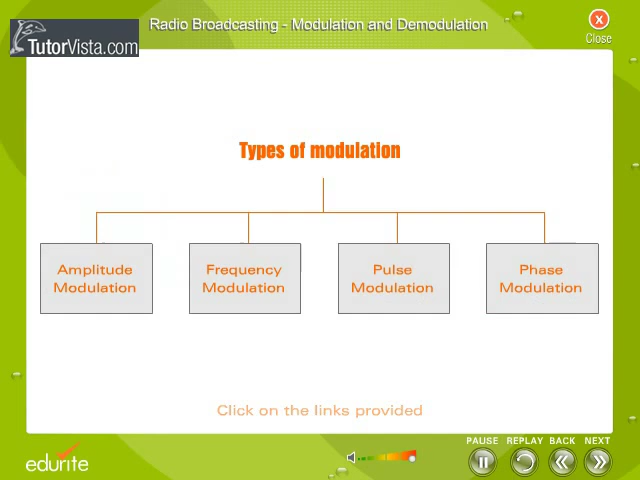 Radio Broadcasting - Modulation and Demodulation
x
Close
TutorVista.com
Types of modulation
Amplitude
Modulation
Frequency
Modulation
Pulse
Modulation
Phase
Modulation
Click on the links provided
PAUSE REPLAY BACK NEXT
edurite